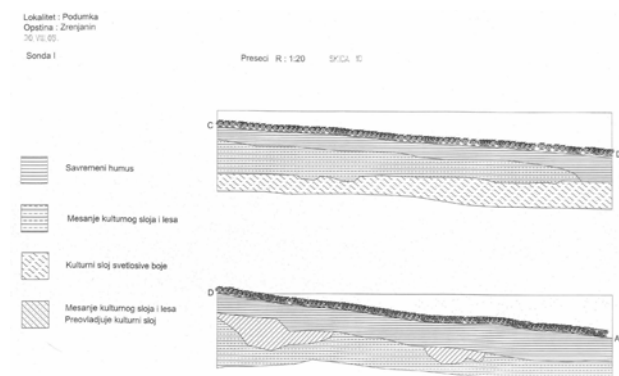 Lokalitet : Podumka
Opstina : Zrenjanin
Sonda I
Preseci R : 1:20
C
D
Savremeni humus
Mesanje kulturnog sloja i lesa
Kulturni sloj svetlosive boje
D
Mesanje kulturnog sloja i lesa
Preovladjuje kulturni sloj
A